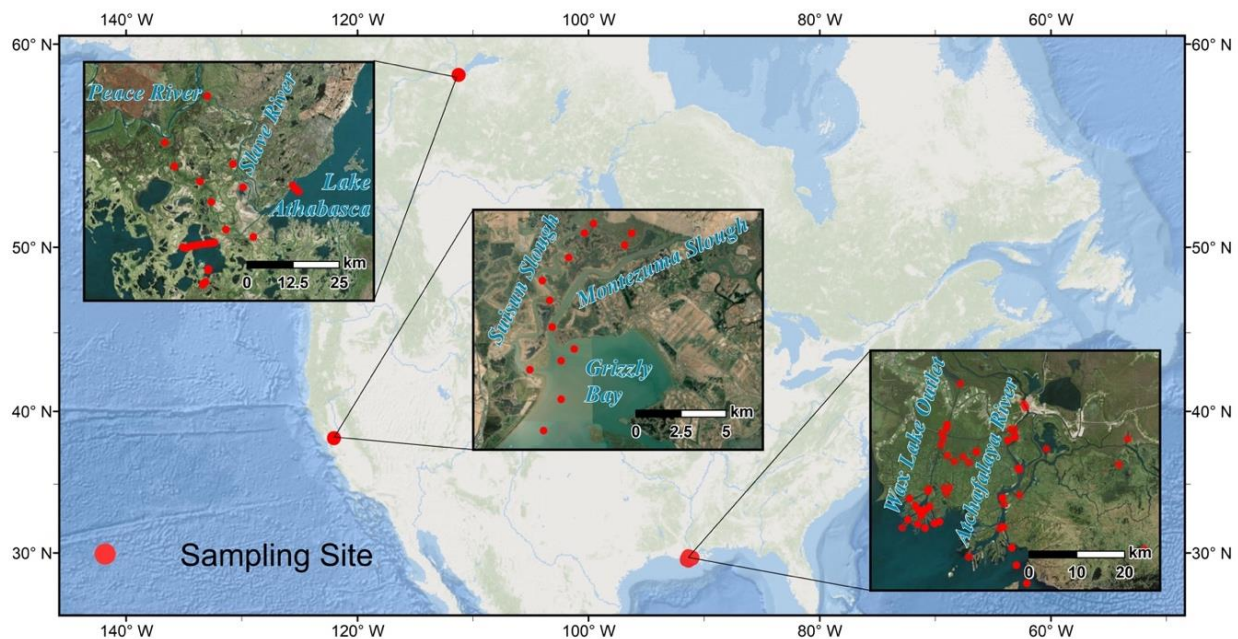 140° W 120° W 100° W 80° W 60° W
60° N 60° N
Peace River
Slave River
Lake
Athabasca
km
0 12.5 25
50° N 50° N
Suisun Slough
Montezuma Slough
Grizzly
Bay
km
0 2.5 5
40° N 40° N
Wax Lake Outlet
Atchafalaya River
km
0 10 20
30° N 30° N
Sampling Site
140° W 120° W 100° W 80° W 60° W